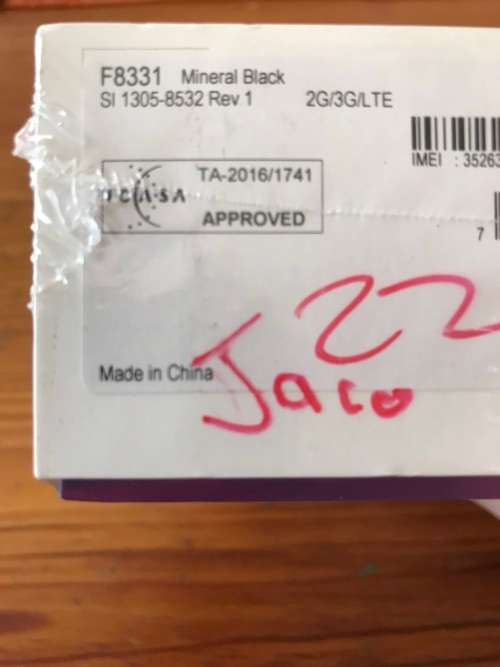 F8331 Mineral Black
SI 1305-8532 Rev 1 2G/3G/LTE
IMEI : 35263
ICASA TA-2016/1741
APPROVED
7
22
Made in China
Jaco